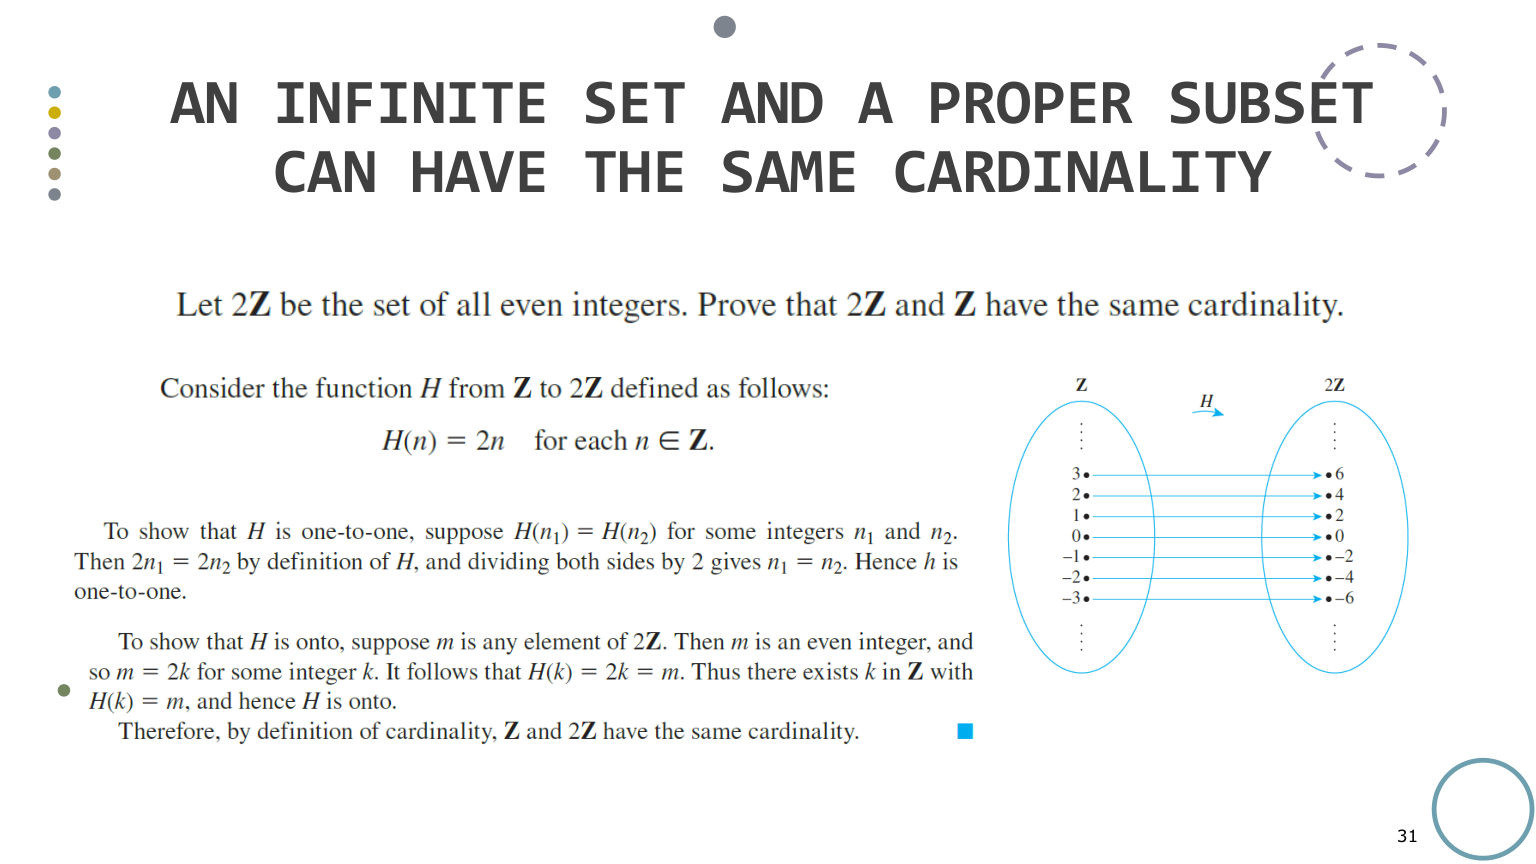 AN INFINITE SET AND A PROPER SUBSET
CAN HAVE THE SAME CARDINALITY
Let 2Z be the set of all even integers. Prove that 2Z and Z have the same cardinality.
Consider the function H from Z to 2Z defined as follows:
H(n) = 2n for each n ∈ Z.
To show that H is one-to-one, suppose H(n₁) = H(n₂) for some integers n₁ and n₂.
Then 2n₁ = 2n₂ by definition of H, and dividing both sides by 2 gives n₁ = n₂. Hence h is
one-to-one.
To show that H is onto, suppose m is any element of 2Z. Then m is an even integer, and
so m = 2k for some integer k. It follows that H(k) = 2k = m. Thus there exists k in Z with
H(k) = m, and hence H is onto.
Therefore, by definition of cardinality, Z and 2Z have the same cardinality.
Z 2Z
H
3 6
2 4
1 2
0 0
–1 –2
–2 –4
–3 –6
31